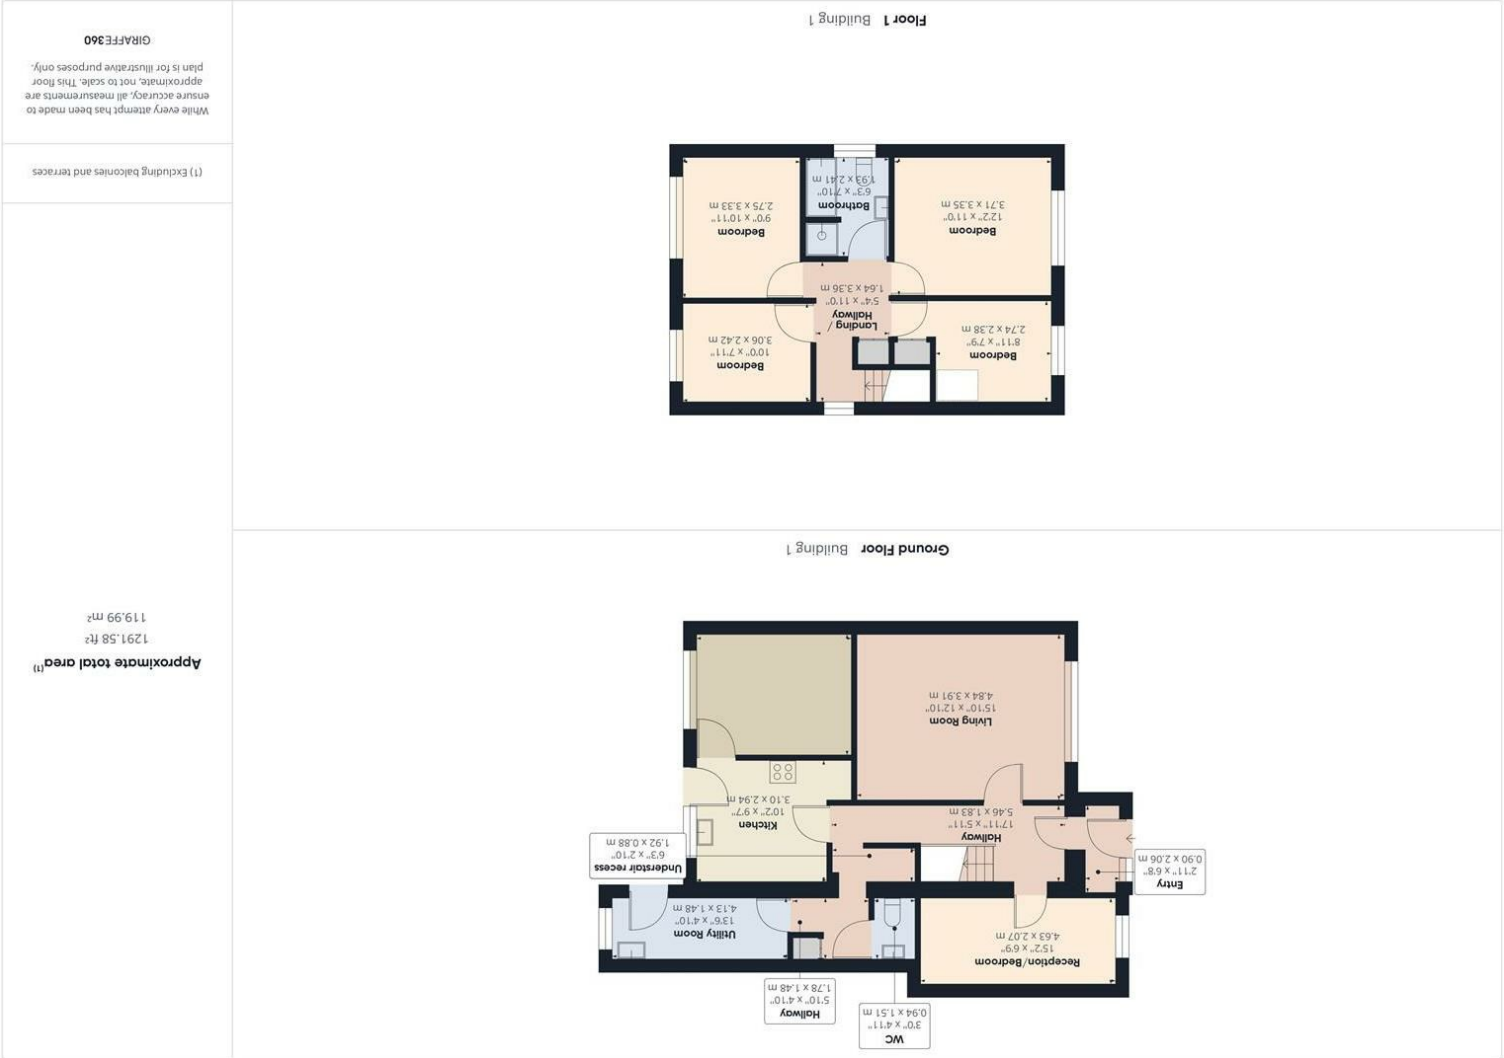 WC
3'0" x 4'11"
0.94 x 1.51 m
Hallway
5'10" x 4'10"
1.78 x 1.48 m
Reception/Bedroom
15'2" x 6'9"
4.63 x 2.07 m
Utility Room
13'6" x 4'10"
4.13 x 1.48 m
Entry
2'11" x 6'8"
0.90 x 2.06 m
Understair recess
6'3" x 2'10"
1.92 x 0.88 m
Hallway
17'11" x 5'11"
5.46 x 1.83 m
Kitchen
10'2" x 9'7"
3.10 x 2.94 m
Living Room
15'10" x 12'10"
4.84 x 3.91 m
Ground Floor Building 1
Bedroom
8'11" x 7'9"
2.74 x 2.38 m
Bedroom
10'0" x 7'11"
3.06 x 2.42 m
Landing /
Hallway
5'4" x 11'0"
1.64 x 3.36 m
Bedroom
12'2" x 11'0"
3.71 x 3.35 m
Bathroom
6'3" x 7'10"
1.93 x 2.41 m
Bedroom
9'0" x 10'11"
2.75 x 3.33 m
Floor 1 Building 1
Approximate total area(1)
1291.58 ft²
119.99 m²
(1) Excluding balconies and terraces
While every attempt has been made to
ensure accuracy, all measurements are
approximate, not to scale. This floor
plan is for illustrative purposes only.
GIRAFFE360